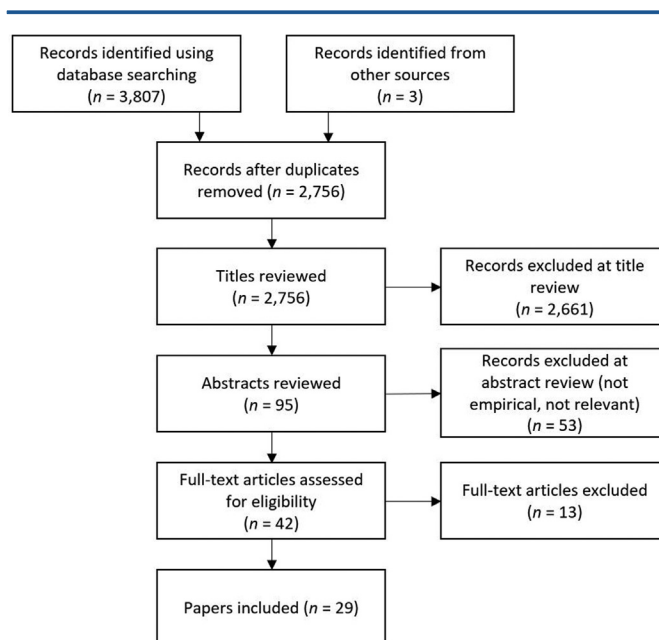 Records identified using
database searching
(n = 3,807)
Records identified from
other sources
(n = 3)
Records after duplicates
removed (n = 2,756)
Titles reviewed
(n = 2,756)
Records excluded at title
review
(n = 2,661)
Abstracts reviewed
(n = 95)
Records excluded at
abstract review (not
empirical, not relevant)
(n = 53)
Full-text articles assessed
for eligibility
(n = 42)
Full-text articles excluded
(n = 13)
Papers included (n = 29)